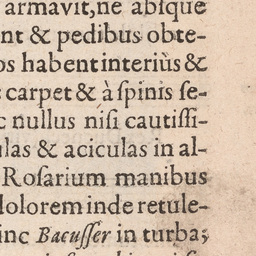 armavit,ne abſque
nt & pedibus obte-
os habent interiùs &
carpet & à ſpinis ſe-
c nullus niſi cautiſſi-
ulas & aciculas in al-
Roſarium manibus
dolorem inde retule-
inc Bacuſſer in turba;